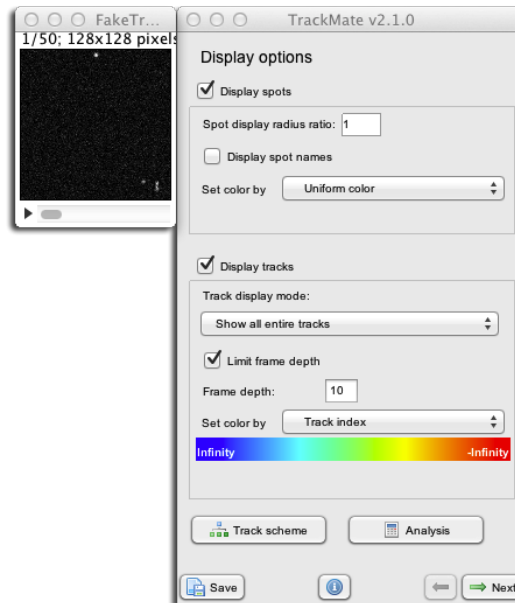 FakeTr...
1/50; 128x128 pixels
TrackMate v2.1.0
Display options
Display spots
Spot display radius ratio: 1
Display spot names
Set color by Uniform color
Display tracks
Track display mode:
Show all entire tracks
Limit frame depth
Frame depth: 10
Set color by Track index
Infinity -Infinity
Track scheme Analysis
Save Next